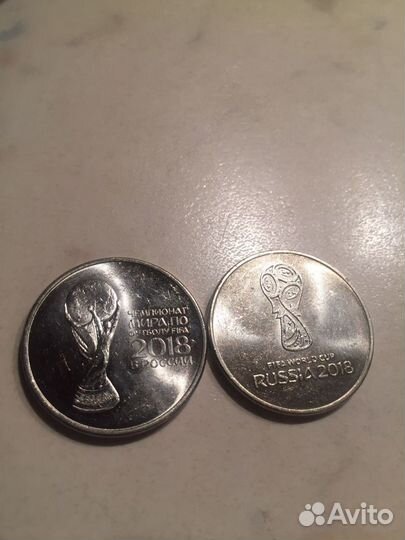 ЧЕМПИОНАТ
МИРА ПО
ФУТБОЛУ FIFA
2018
В РОССИИ
FIFA WORLD CUP
RUSSIA 2018
Avito